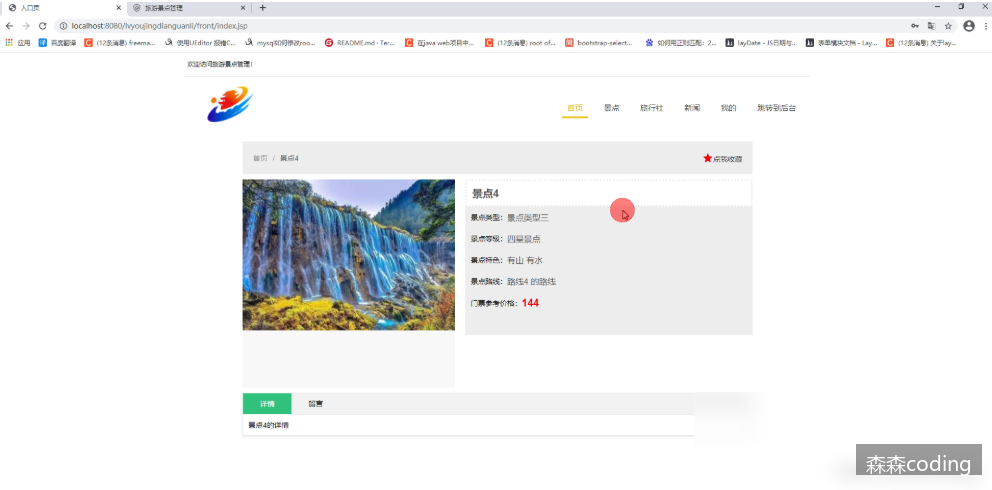 入口页
旅游景点管理
localhost:8080/lvyoujingdianguanli/front/index.jsp
应用 百度翻译 (12条消息) freema... 使用UEditor 报错C... mysql如何修改roo... README.md · Ter... 在java web项目中... (12条消息) root of... bootstrap-select... 如何用正则匹配：2... layDate - JS日期与... 表单模块文档 - Lay... (12条消息) 关于lay...
欢迎访问旅游景点管理！
首页 景点 旅行社 新闻 我的 跳转到后台
首页 / 景点4
点我收藏
景点4
景点类型：景点类型三
景点等级：四星景点
景点特色：有山 有水
景点路线：路线4 的路线
门票参考价格：144
详情 留言
景点4的详情
森森coding